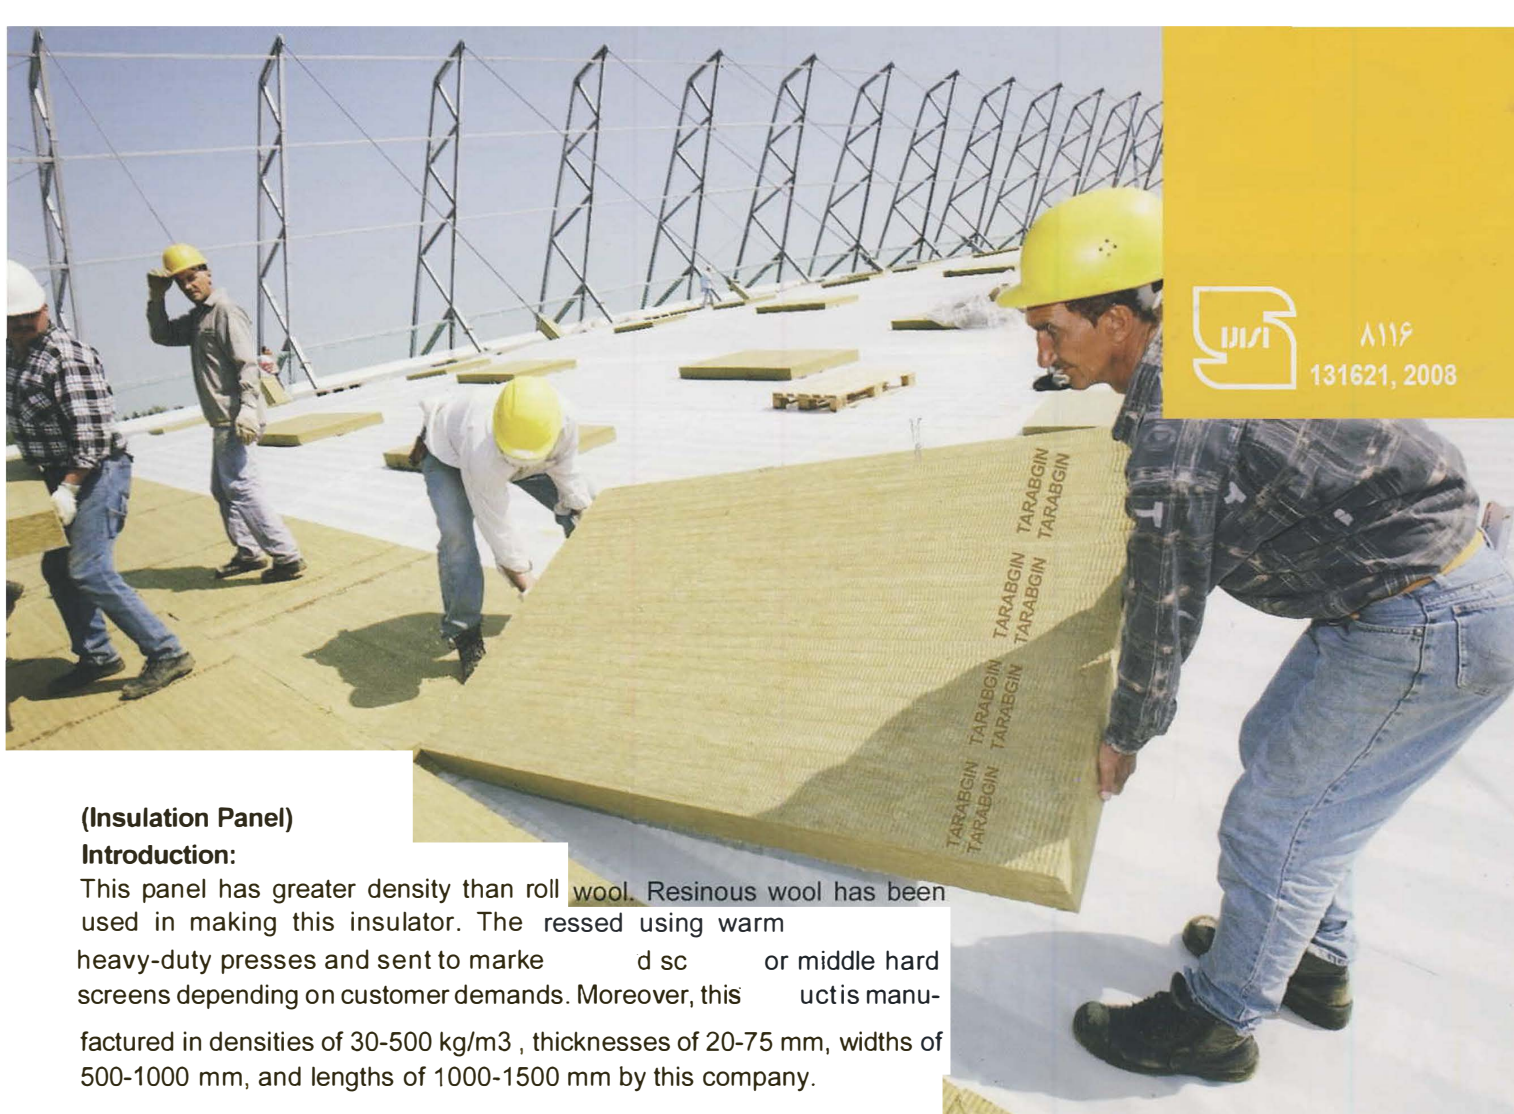 ۸۱۱۶
131621, 2008
TARABGIN
TARABGIN
TARABGIN
TARABGIN
TARABGIN
TARABGIN
TARABGIN
TARABGIN
(Insulation Panel)
Introduction:
This panel has greater density than roll wool. Resinous wool has been
used in making this insulator. The ressed using warm
heavy-duty presses and sent to marke d sc or middle hard
screens depending on customer demands. Moreover, this uct is manu-
factured in densities of 30-500 kg/m3 , thicknesses of 20-75 mm, widths of
500-1000 mm, and lengths of 1000-1500 mm by this company.